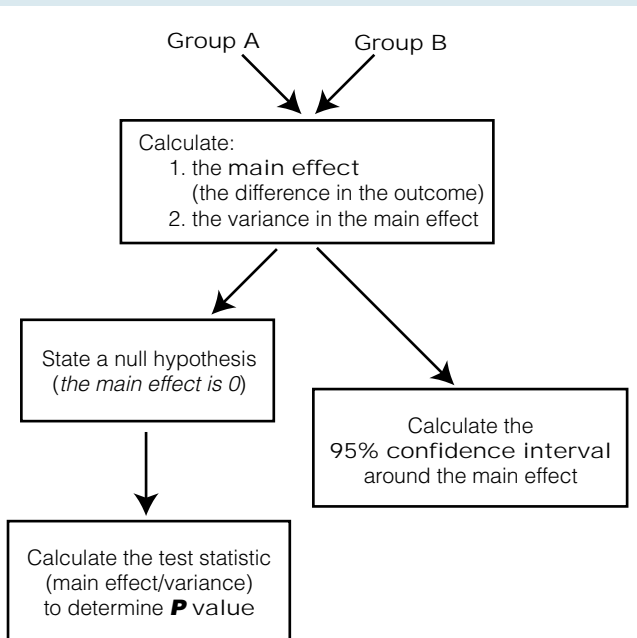 Group A
Group B
Calculate:
1. the main effect
(the difference in the outcome)
2. the variance in the main effect
State a null hypothesis
(the main effect is 0)
Calculate the
95% confidence interval
around the main effect
Calculate the test statistic
(main effect/variance)
to determine P value